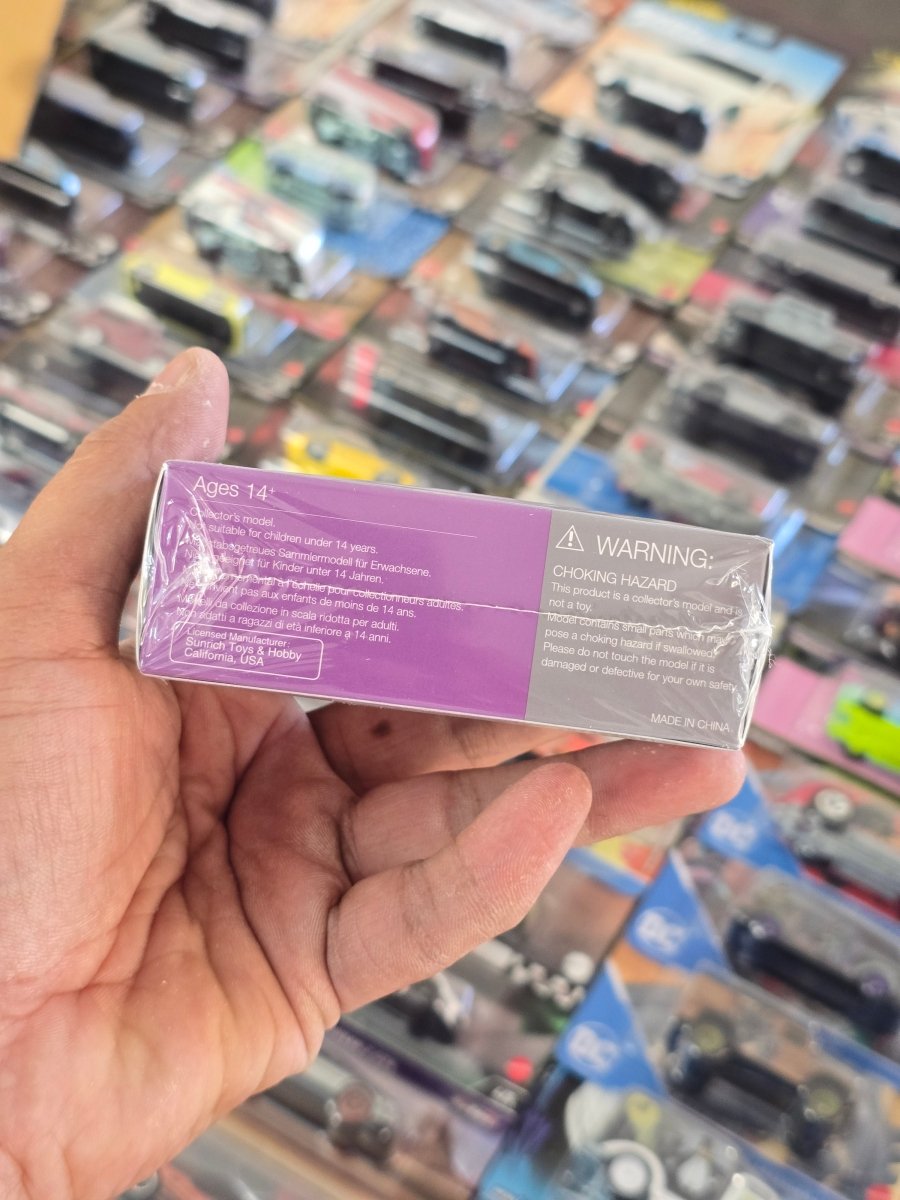 Ages 14+
Collector's model.
Not suitable for children under 14 years.
Sammlermodell für Erwachsene.
geeignet für Kinder unter 14 Jahren.
à l'échelle pour collectionneurs adultes.
convient pas aux enfants de moins de 14 ans.
Modelli da collezione in scala ridotta per adulti.
Non adatti a ragazzi di età inferiore a 14 anni.
Licensed Manufacturer:
Sunrich Toys & Hobby
California, USA
⚠ WARNING:
CHOKING HAZARD
This product is a collector's model and is
not a toy.
Model contains small parts which may
pose a choking hazard if swallowed.
Please do not touch the model if it is
damaged or defective for your own safety.
MADE IN CHINA.
DC
DC
DC